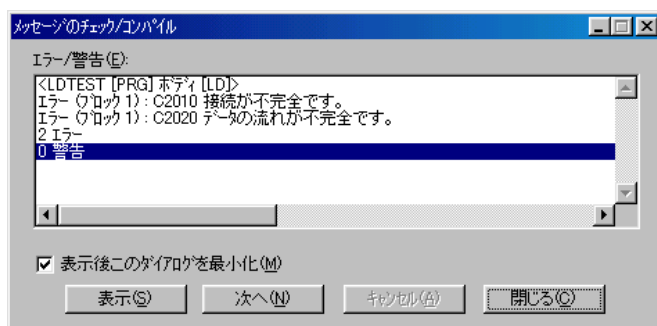 ﾒｯｾｰｼﾞのﾁｪｯｸ/ｺﾝﾊﾟｲﾙ
ｴﾗｰ/警告(E):
<LDTEST [PRG] ﾎﾞﾃﾞｨ [LD]>
ｴﾗｰ (ﾌﾞﾛｯｸ 1) : C2010 接続が不完全です。
ｴﾗｰ (ﾌﾞﾛｯｸ 1) : C2020 ﾃﾞｰﾀの流れが不完全です。
2 ｴﾗｰ
0 警告
表示後このﾀﾞｲｱﾛｸﾞを最小化(M)
表示(S) 次へ(N) ｷｬﾝｾﾙ(A) 閉じる(C)